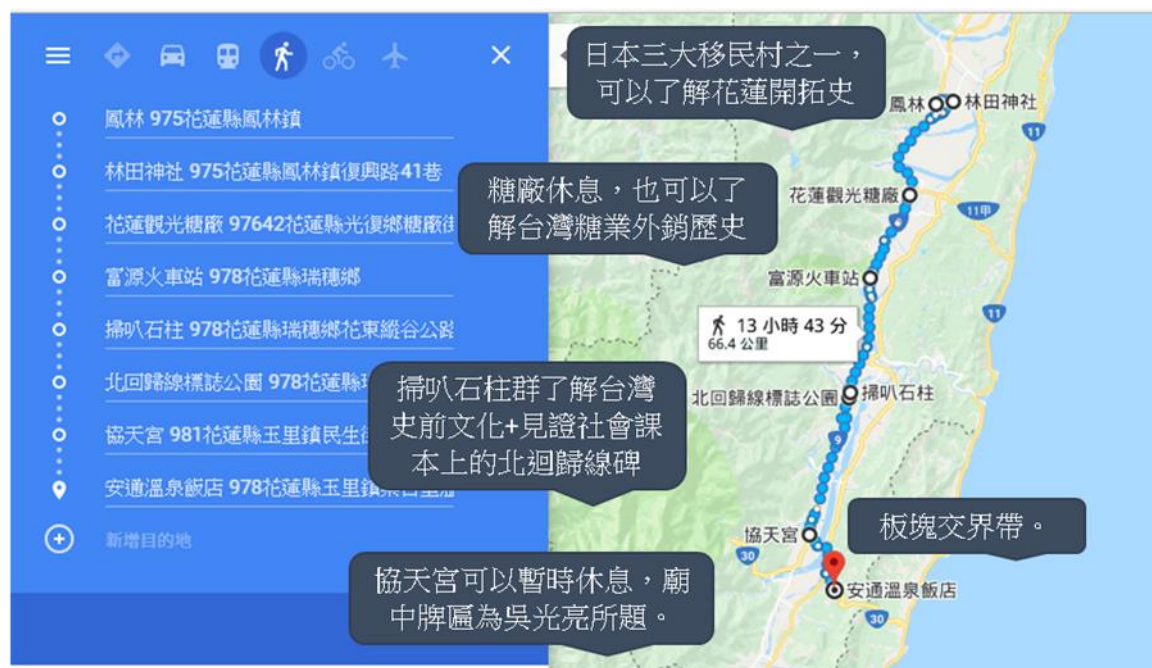 鳳林 975花蓮縣鳳林鎮
林田神社 975花蓮縣鳳林鎮復興路41巷
花蓮觀光糖廠 97642花蓮縣光復鄉糖廠街
富源火車站 978花蓮縣瑞穗鄉
掃叭石柱 978花蓮縣瑞穗鄉花東縱谷公路
北回歸線標誌公園 978花蓮縣
協天宮 981花蓮縣玉里鎮民生街
安通溫泉飯店 978花蓮縣玉里鎮
新增目的地
日本三大移民村之一，
可以了解花蓮開拓史
鳳林
林田神社
11
糖廠休息，也可以了
解台灣糖業外銷歷史
花蓮觀光糖廠
11甲
9
富源火車站
13 小時 43 分
66.4 公里
11
掃叭石柱群了解台灣
史前文化+見證社會課
本上的北迴歸線碑
北回歸線標誌公園
掃叭石柱
9
板塊交界帶。
協天宮
30
協天宮可以暫時休息，廟
中牌匾為吳光亮所題。
安通溫泉飯店
30